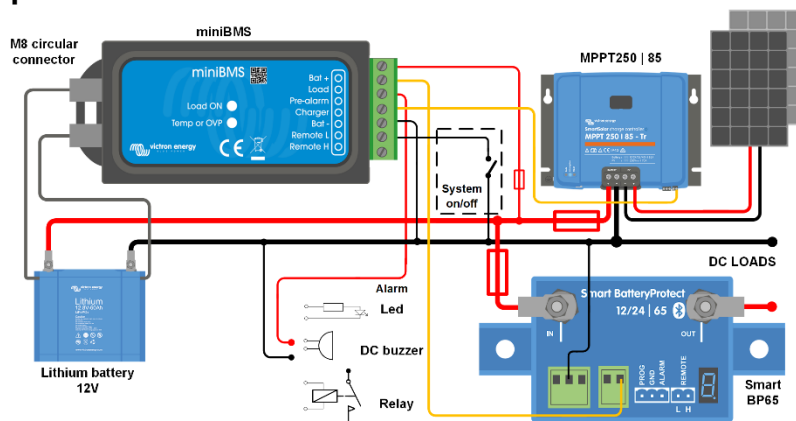 miniBMS
M8 circular
connector
miniBMS
Load ON
Temp or OVP
victron energy
Bat +
Load
Pre-alarm
Charger
Bat -
Remote L
Remote H
System
on/off
MPPT250 | 85
victron energy
SmartSolar charge controller
MPPT 250 | 85 - Tr
DC LOADS
Lithium
Lithium battery
12V
Alarm
Led
DC buzzer
Relay
Smart BatteryProtect
12/24 | 65
IN
OUT
PROG
GND
ALARM
REMOTE
L H
Smart
BP65